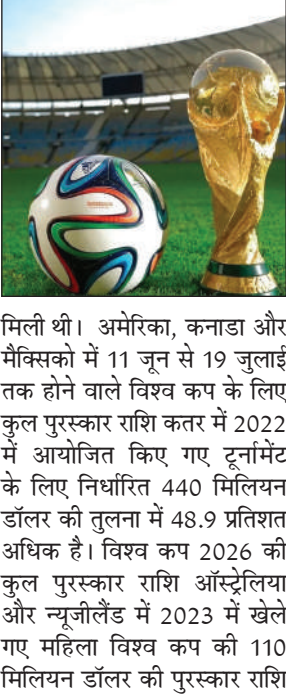 मिली थी। अमेरिका, कनाडा और
मैक्सिको में 11 जून से 19 जुलाई
तक होने वाले विश्व कप के लिए
कुल पुरस्कार राशि कतर में 2022
में आयोजित किए गए टूर्नामेंट
के लिए निर्धारित 440 मिलियन
डॉलर की तुलना में 48.9 प्रतिशत
अधिक है। विश्व कप 2026 की
कुल पुरस्कार राशि ऑस्ट्रेलिया
और न्यूजीलैंड में 2023 में खेले
गए महिला विश्व कप की 110
मिलियन डॉलर की पुरस्कार राशि